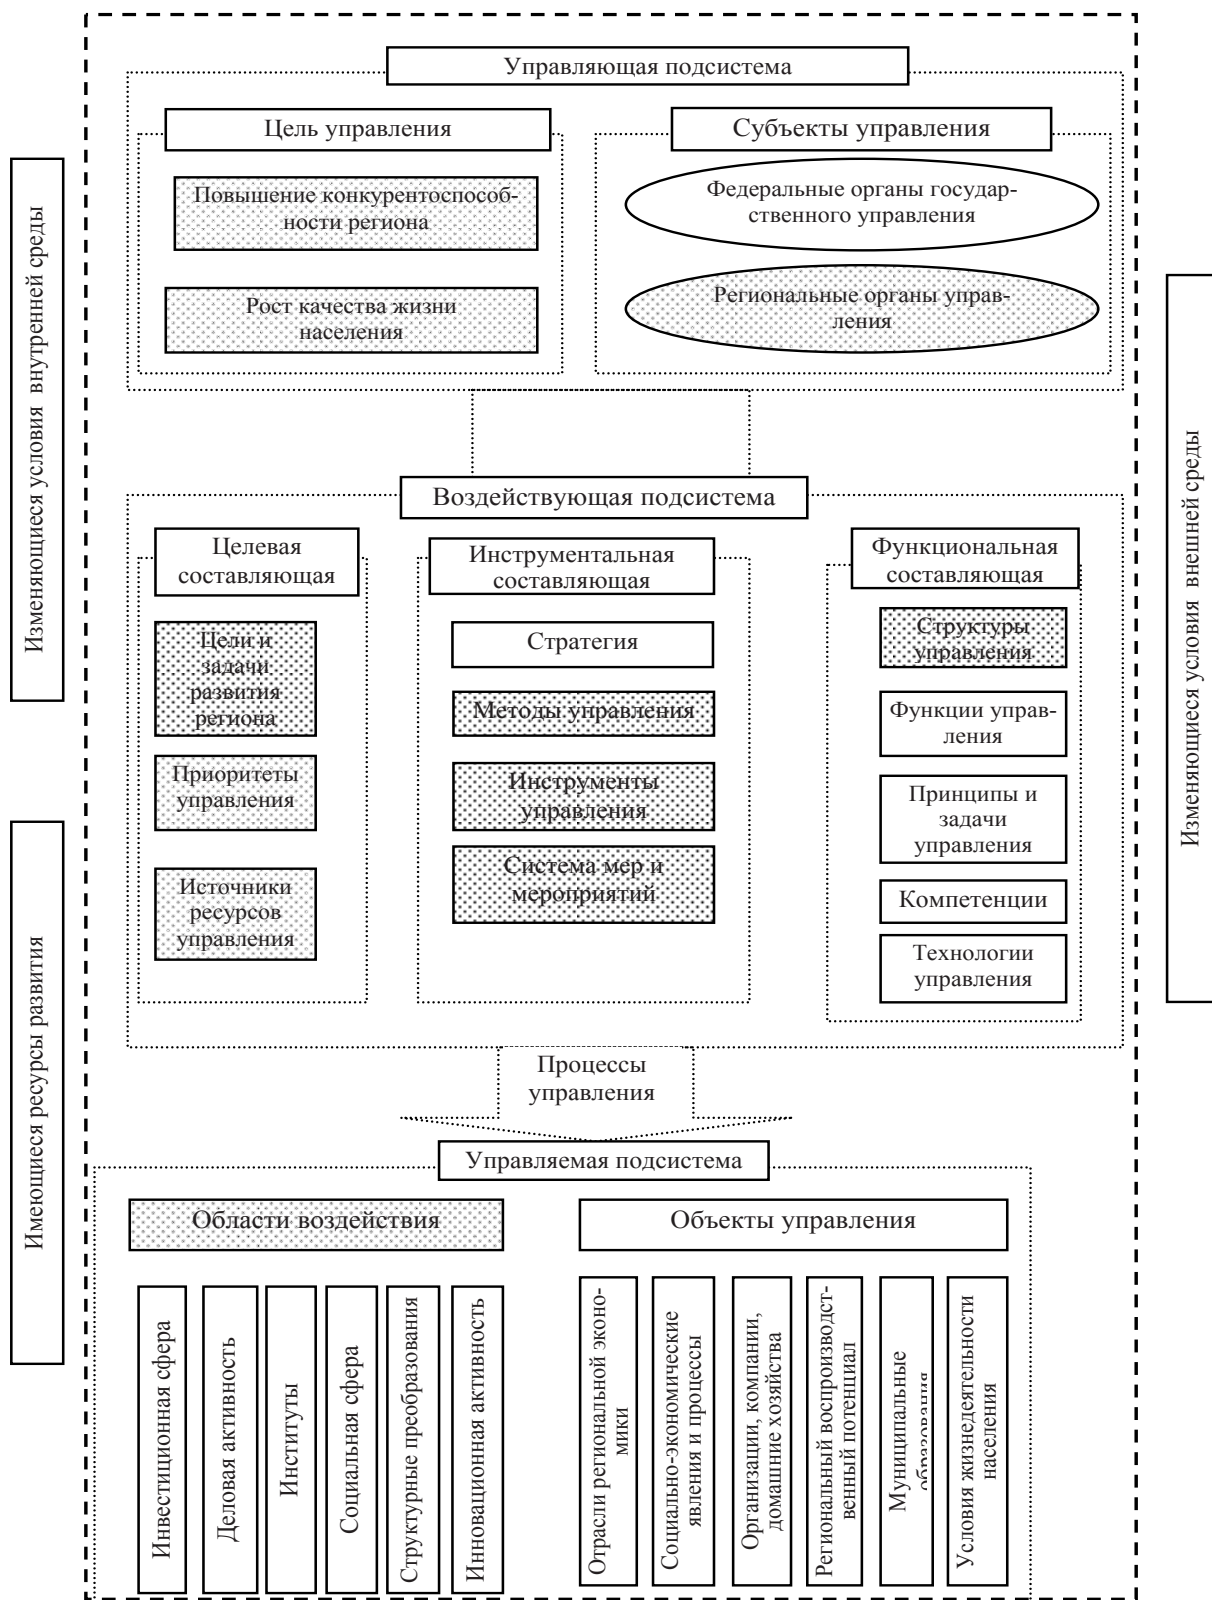 Управляющая подсистема
Цель управления
Субъекты управления
Повышение конкурентоспособ-
ности региона
Рост качества жизни
населения
Федеральные органы государ-
ственного управления
Региональные органы управ-
ления
Изменяющиеся условия внутренней среды
Изменяющиеся условия внешней среды
Имеющиеся ресурсы развития
Воздействующая подсистема
Целевая
составляющая
Цели и
задачи
развития
региона
Приоритеты
управления
Источники
ресурсов
управления
Инструментальная
составляющая
Стратегия
Методы управления
Инструменты
управления
Система мер и
мероприятий
Функциональная
составляющая
Структуры
управления
Функции управ-
ления
Принципы и
задачи
управления
Компетенции
Технологии
управления
Процессы
управления
Управляемая подсистема
Области воздействия
Инвестиционная сфера
Деловая активность
Институты
Социальная сфера
Структурные преобразования
Инновационная активность
Объекты управления
Отрасли региональной эконо-
мики
Социально-экономические
явления и процессы
Организации, компании,
домашние хозяйства
Региональный воспроизводст-
венный потенциал
Муниципальные
образования
Условия жизнедеятельности
населения